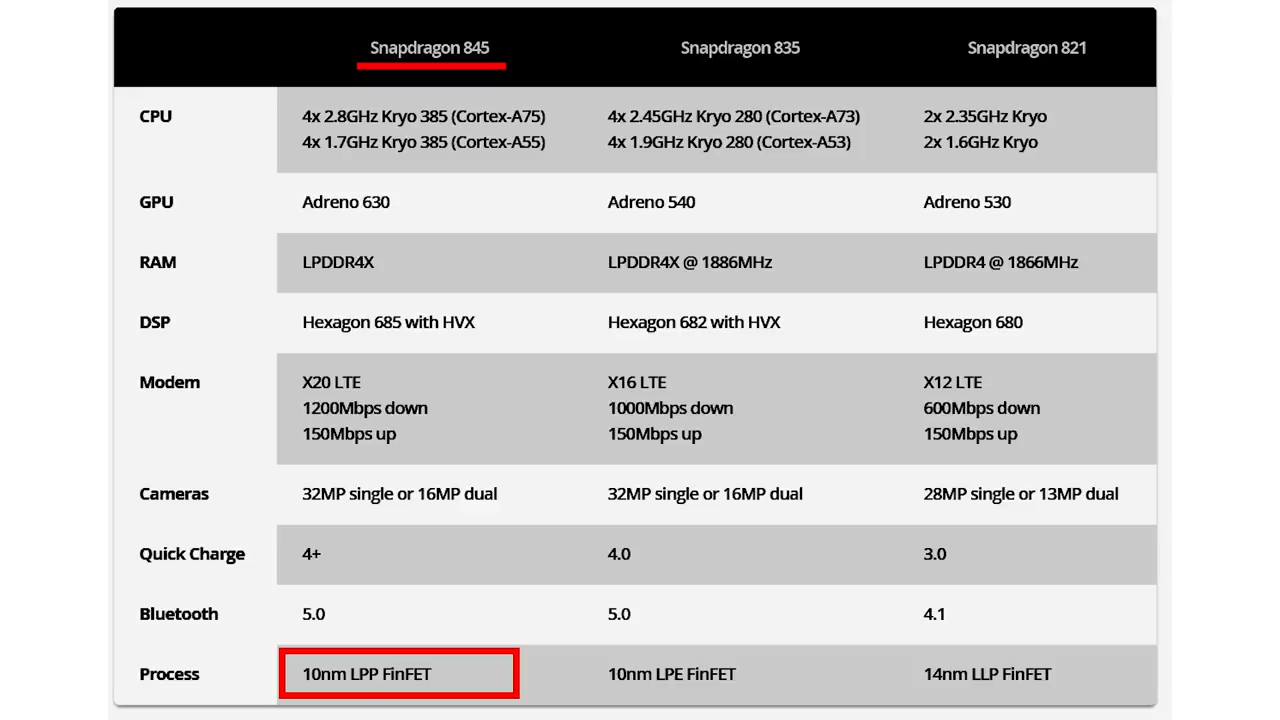 Snapdragon 845 Snapdragon 835 Snapdragon 821
CPU 4x 2.8GHz Kryo 385 (Cortex-A75) 4x 2.45GHz Kryo 280 (Cortex-A73) 2x 2.35GHz Kryo
4x 1.7GHz Kryo 385 (Cortex-A55) 4x 1.9GHz Kryo 280 (Cortex-A53) 2x 1.6GHz Kryo
GPU Adreno 630 Adreno 540 Adreno 530
RAM LPDDR4X LPDDR4X @ 1886MHz LPDDR4 @ 1866MHz
DSP Hexagon 685 with HVX Hexagon 682 with HVX Hexagon 680
Modem X20 LTE X16 LTE X12 LTE
1200Mbps down 1000Mbps down 600Mbps down
150Mbps up 150Mbps up 150Mbps up
Cameras 32MP single or 16MP dual 32MP single or 16MP dual 28MP single or 13MP dual
Quick Charge 4+ 4.0 3.0
Bluetooth 5.0 5.0 4.1
Process 10nm LPP FinFET 10nm LPE FinFET 14nm LLP FinFET